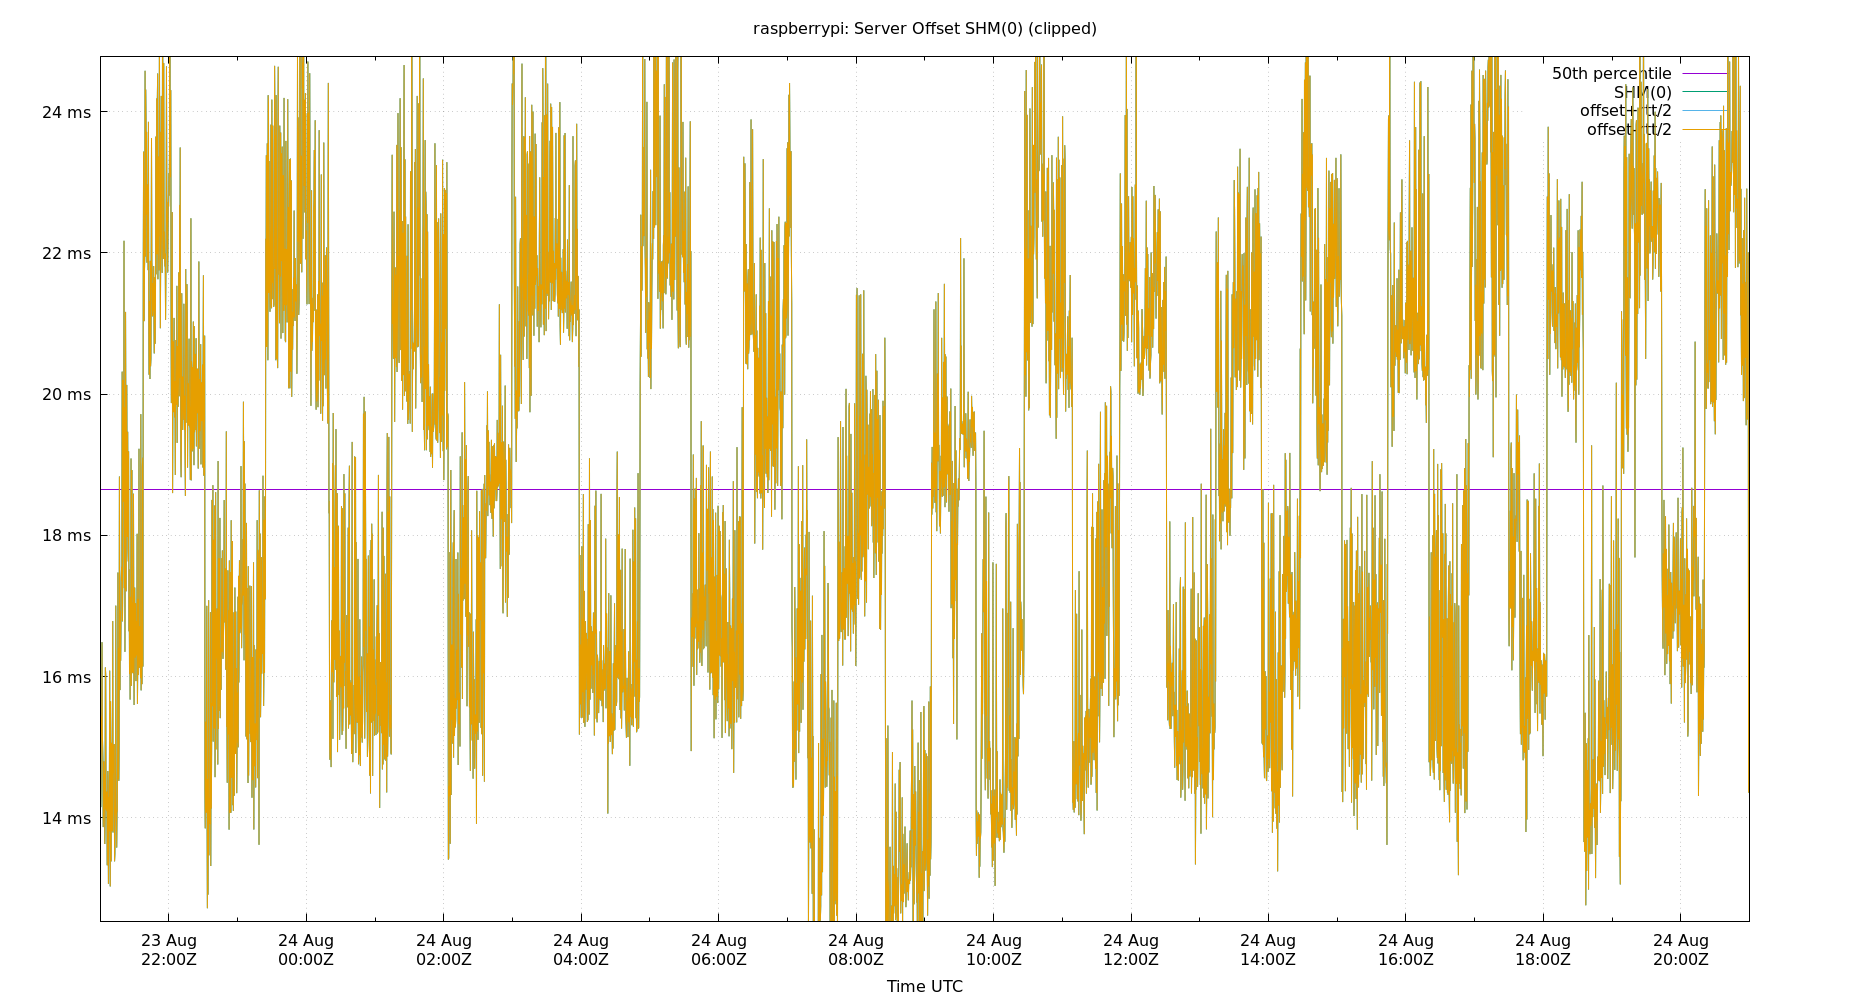 raspberrypi: Server Offset SHM(0) (clipped)
50th percentile
SHM(0)
offset+rtt/2
offset-rtt/2
24 ms
22 ms
20 ms
18 ms
16 ms
14 ms
23 Aug 24 Aug 24 Aug 24 Aug 24 Aug 24 Aug 24 Aug 24 Aug 24 Aug 24 Aug 24 Aug 24 Aug
22:00Z 00:00Z 02:00Z 04:00Z 06:00Z 08:00Z 10:00Z 12:00Z 14:00Z 16:00Z 18:00Z 20:00Z
Time UTC